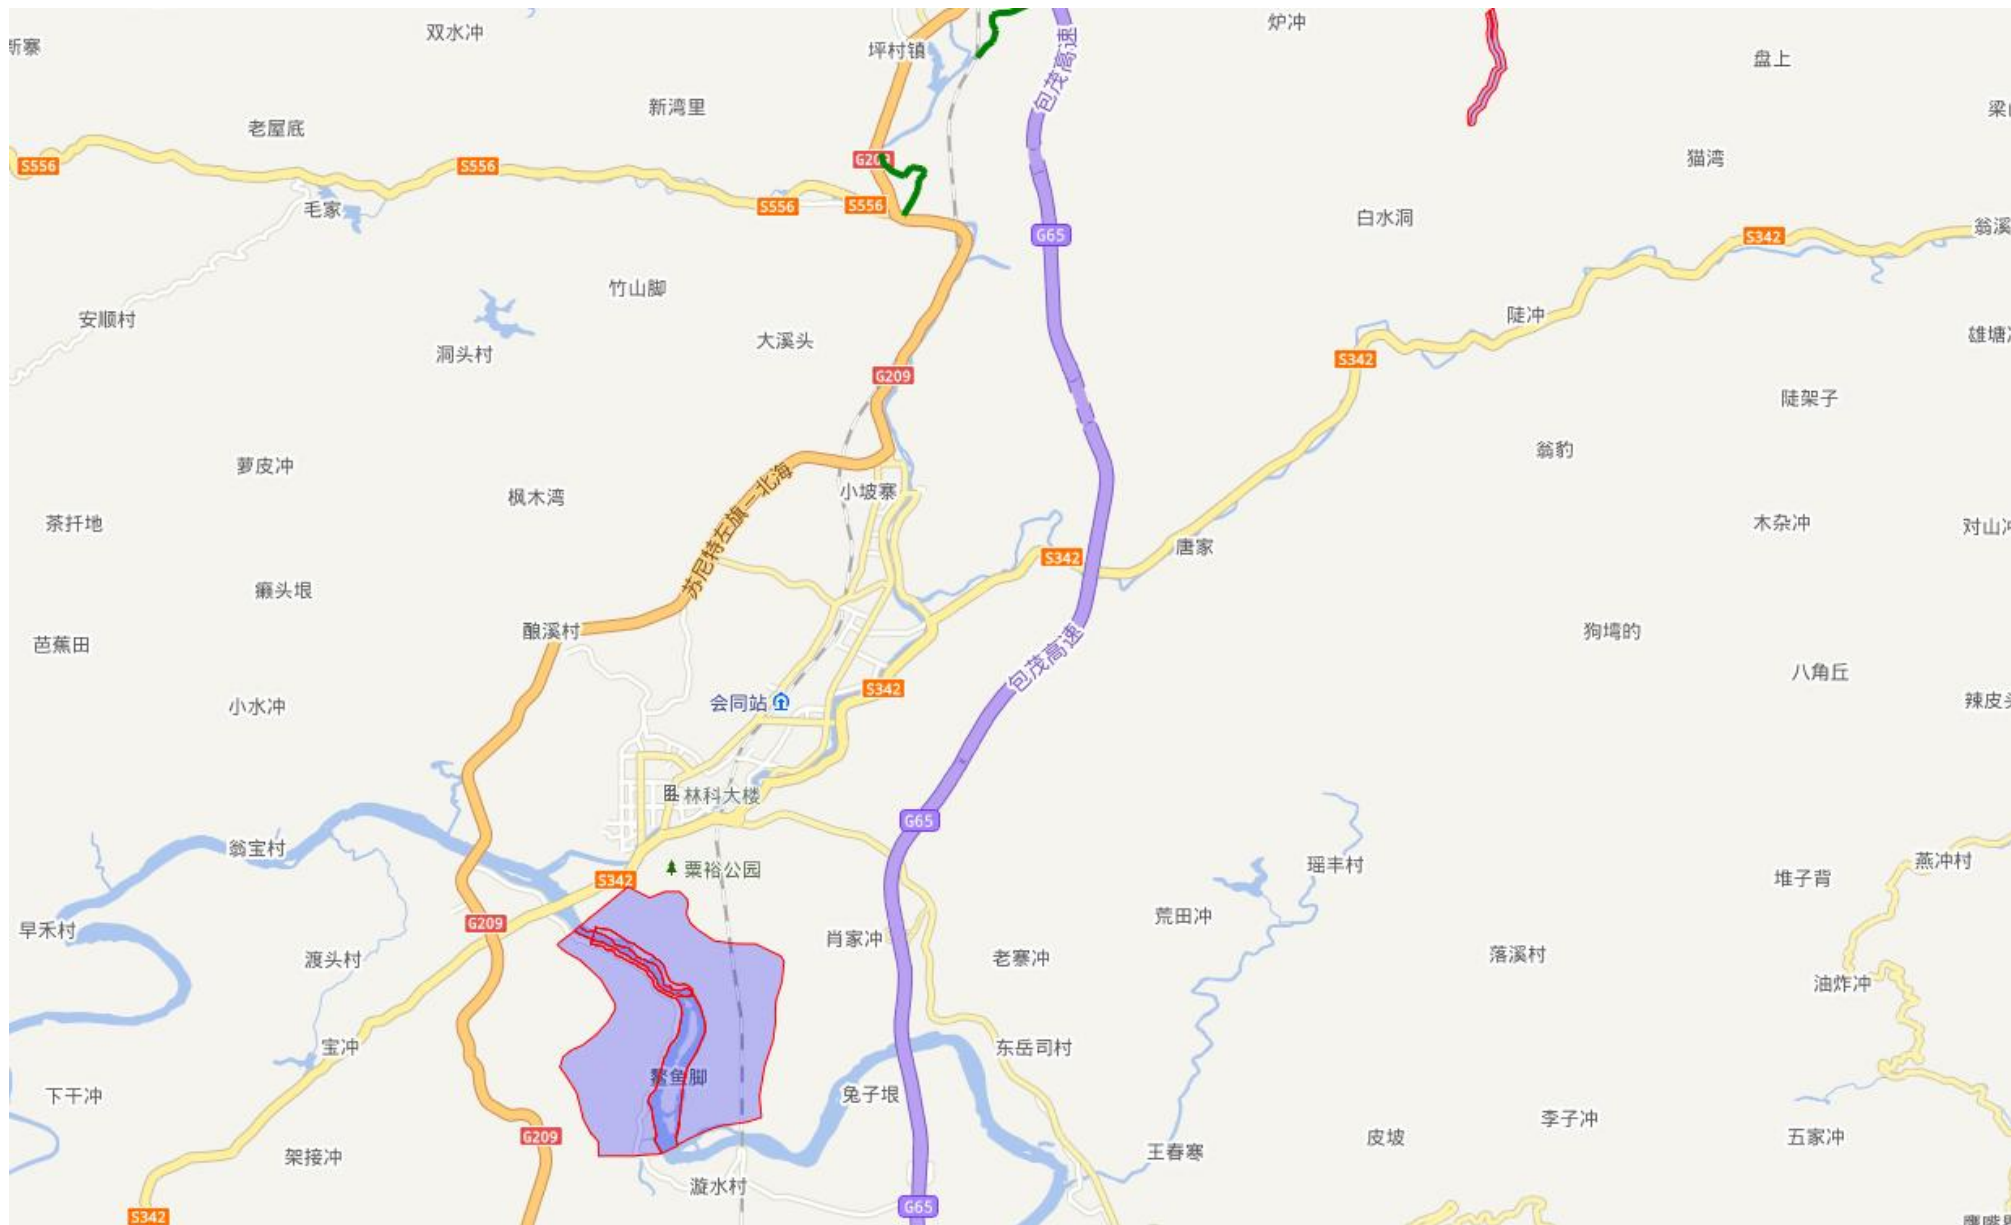 新寨
双水冲
坪村镇
炉冲
盘上
包茂高速
新湾里
老屋底
猫湾
G209
S556
S556
S556
S556
毛家
白水洞
翁溪
G65
S342
竹山脚
安顺村
陡冲
大溪头
雄塘
洞头村
S342
G209
陡架子
翁豹
萝皮冲
苏尼特左旗—北海
小坡寨
枫木湾
茶扦地
木杂冲
对山冲
唐家
S342
癞头垠
酿溪村
狗塆的
芭蕉田
包茂高速
八角丘
会同站
S342
小水冲
辣皮
林科大楼
G65
翁宝村
燕冲村
瑶丰村
粟裕公园
S342
堆子背
荒田冲
G209
早禾村
肖家冲
渡头村
老寨冲
落溪村
油炸冲
宝冲
东岳司村
鳌鱼脚
下干冲
兔子垠
李子冲
G209
皮坡
五家冲
架接冲
王春寨
漩水村
G65
S342